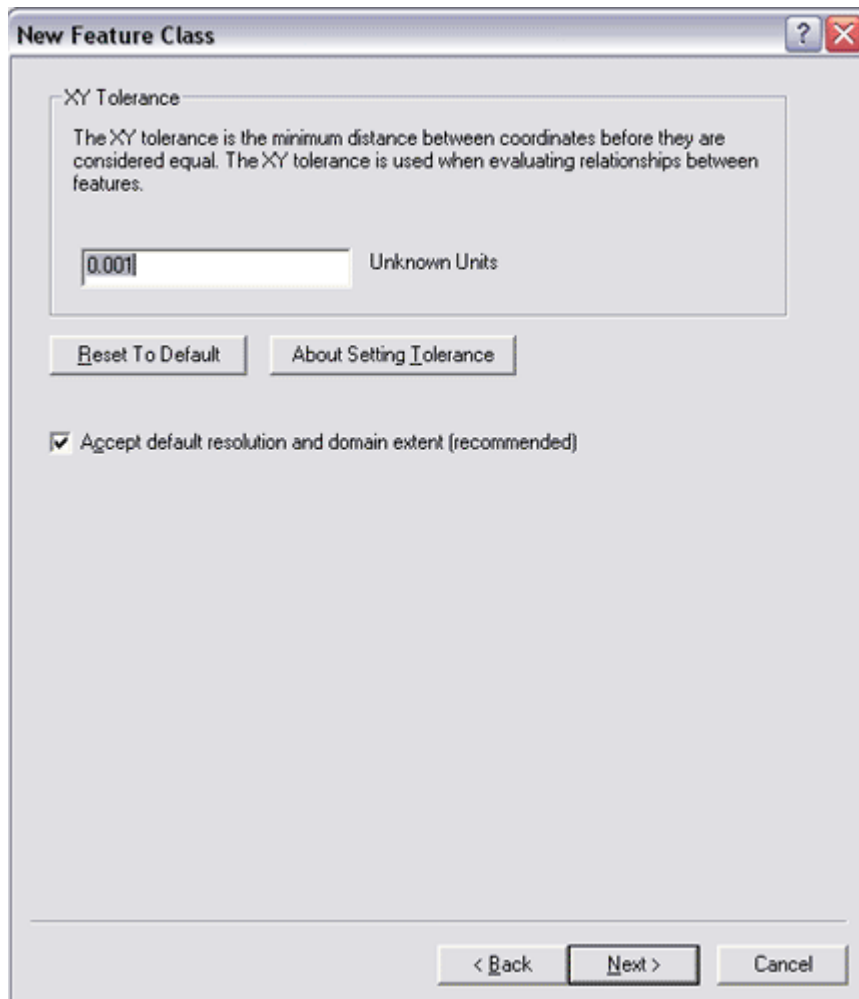 New Feature Class
XY Tolerance
The XY tolerance is the minimum distance between coordinates before they are
considered equal. The XY tolerance is used when evaluating relationships between
features.
0.001 Unknown Units
Reset To Default About Setting Tolerance
Accept default resolution and domain extent (recommended)
< Back Next > Cancel